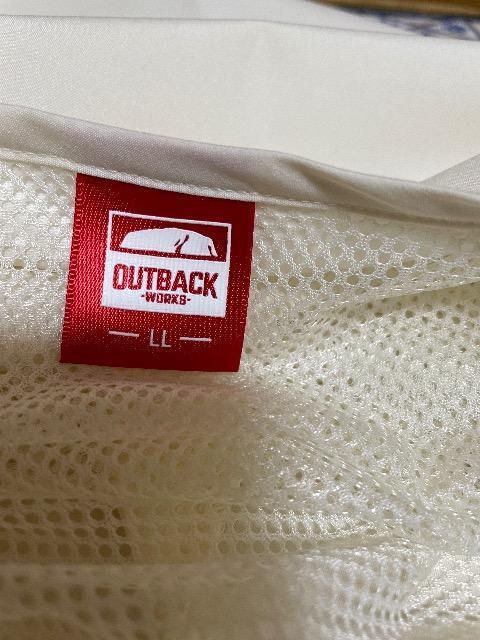 OUTBACK
-WORKS-
— LL —